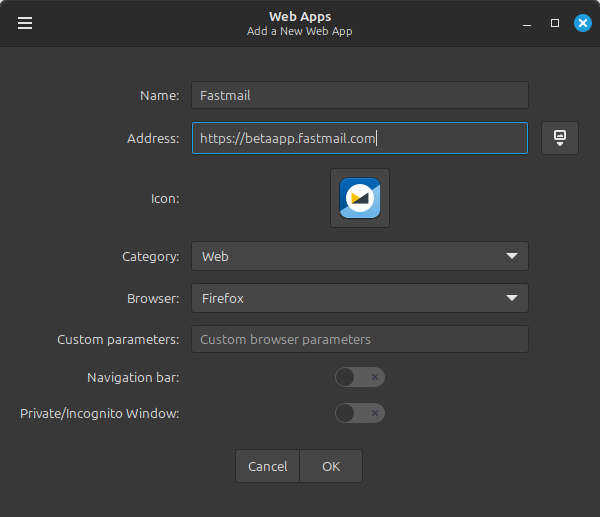 Web Apps
Add a New Web App
Name: Fastmail
Address: https://betaapp.fastmail.com
Icon:
Category: Web
Browser: Firefox
Custom parameters: Custom browser parameters
Navigation bar:
Private/Incognito Window:
Cancel OK